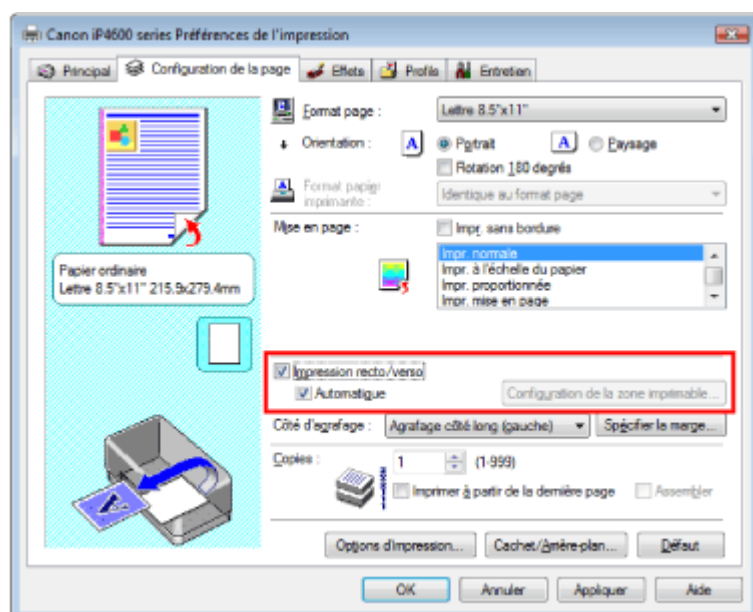 Canon iP4600 series Préférences de l'impression
Principal Configuration de la page Effets Profils Entretien
Format page : Lettre 8.5"x11"
Orientation : A Portrait A Paysage
Rotation 180 degrés
Format papier imprimante : Identique au format page
Mise en page : Impr. sans bordure
Impr. normale
Impr. à l'échelle du papier
Impr. proportionnée
Impr. mise en page
Papier ordinaire
Lettre 8.5"x11" 215.9x279.4mm
Impression recto/verso
Automatique Configuration de la zone imprimable...
Côté d'agrafage : Agrafage côté long (gauche) Spécifier la marge...
Copies : 1 (1-999)
Imprimer à partir de la dernière page Assembler
Options d'impression... Cachet/Arrière-plan... Défaut
OK Annuler Appliquer Aide